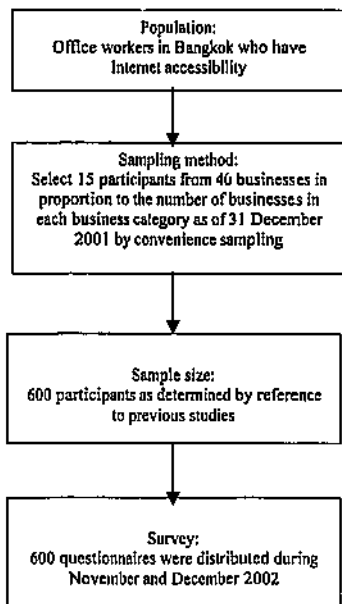 Population:
Office workers in Bangkok who have
Internet accessibility
Sampling method:
Select 15 participants from 40 businesses in
proportion to the number of businesses in
each business category as of 31 December
2001 by convenience sampling
Sample size:
600 participants as determined by reference
to previous studies
Survey:
600 questionnaires were distributed during
November and December 2002